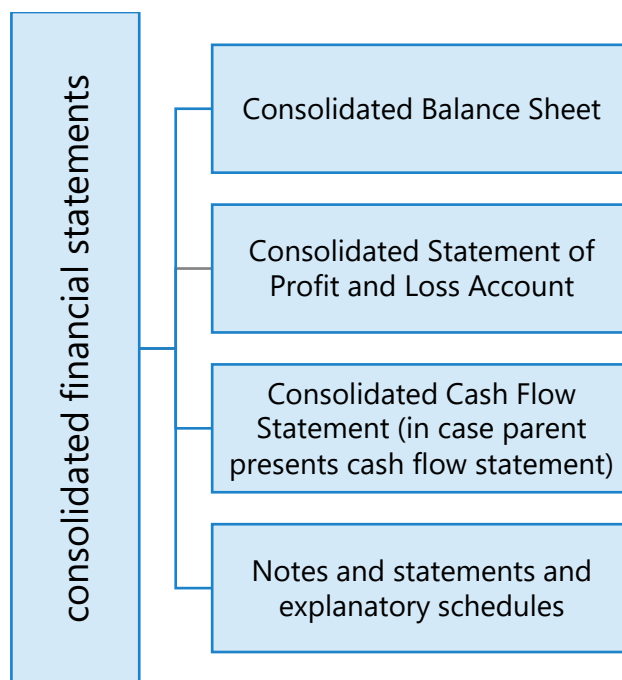 consolidated financial statements
Consolidated Balance Sheet
Consolidated Statement of
Profit and Loss Account
Consolidated Cash Flow
Statement (in case parent
presents cash flow statement)
Notes and statements and
explanatory schedules